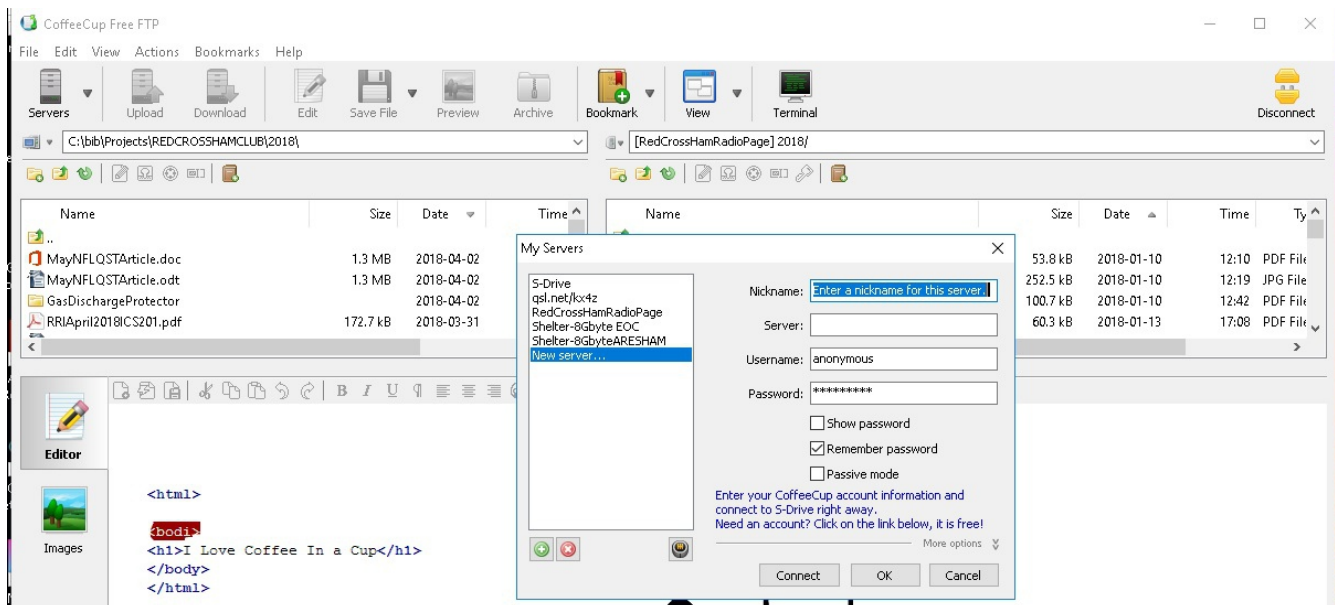 CoffeeCup Free FTP
File Edit View Actions Bookmarks Help
Servers Upload Download Edit Save File Preview Archive Bookmark View Terminal Disconnect
C:\bib\Projects\REDCROSSHAMCLUB\2018\ [RedCrossHamRadioPage] 2018/
Name Size Date Time Name Size Date Time Ty
..
MayNFLQSTArticle.doc 1.3 MB 2018-04-02 53.8 kB 2018-01-10 12:10 PDF File
MayNFLQSTArticle.odt 1.3 MB 2018-04-02 252.5 kB 2018-01-10 12:19 JPG File
GasDischargeProtector 2018-04-02 100.7 kB 2018-01-10 12:42 PDF File
RRIApril2018ICS201.pdf 172.7 kB 2018-03-31 60.3 kB 2018-01-13 17:08 PDF File
My Servers
S-Drive
qsl.net/kx4z
RedCrossHamRadioPage
Shelter-8Gbyte EOC
Shelter-8GbyteARESHAM
New server...
Nickname: Enter a nickname for this server.
Server:
Username: anonymous
Password: *********
Show password
Remember password
Passive mode
Enter your CoffeeCup account information and
connect to S-Drive right away.
Need an account? Click on the link below, it is free!
More options
Connect OK Cancel
B I U
Editor
Images
<html>
<bodi>
<h1>I Love Coffee In a Cup</h1>
</body>
</html>